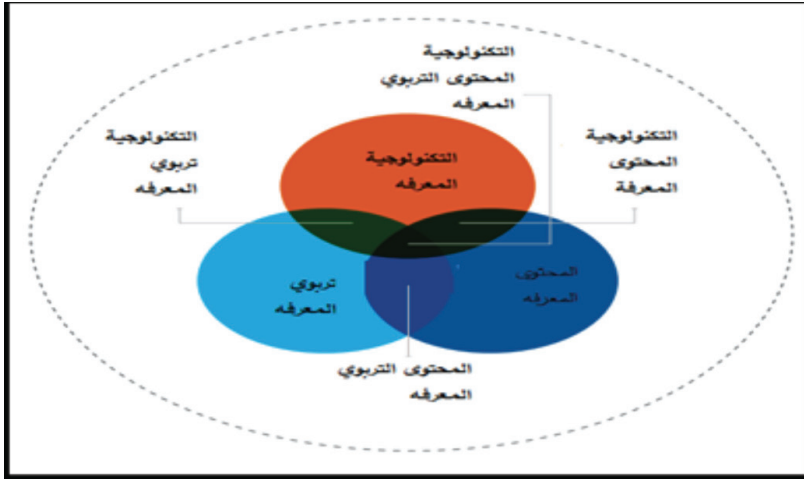 التكنولوجية
المحتوى التربوي
المعرفه
التكنولوجية
المحتوى
المعرفة
التكنولوجية
تربوي
المعرفه
التكنولوجية
المعرفه
المحتوى
المعرفه
تربوي
المعرفه
المحتوى التربوي
المعرفه